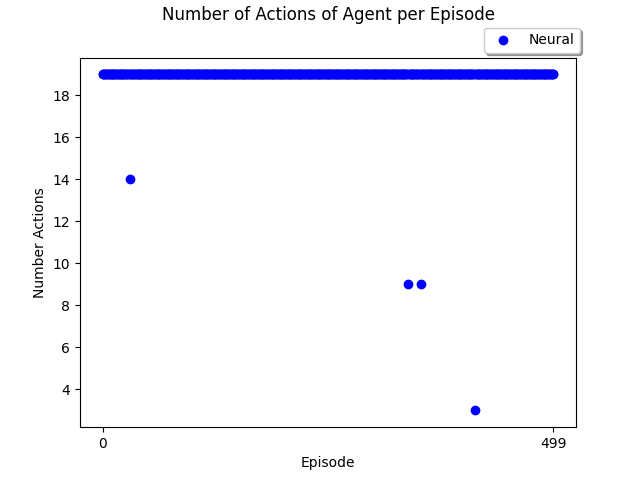 Number of Actions of Agent per Episode
Neural
18
16
14
12
10
8
6
4
Number Actions
0
499
Episode